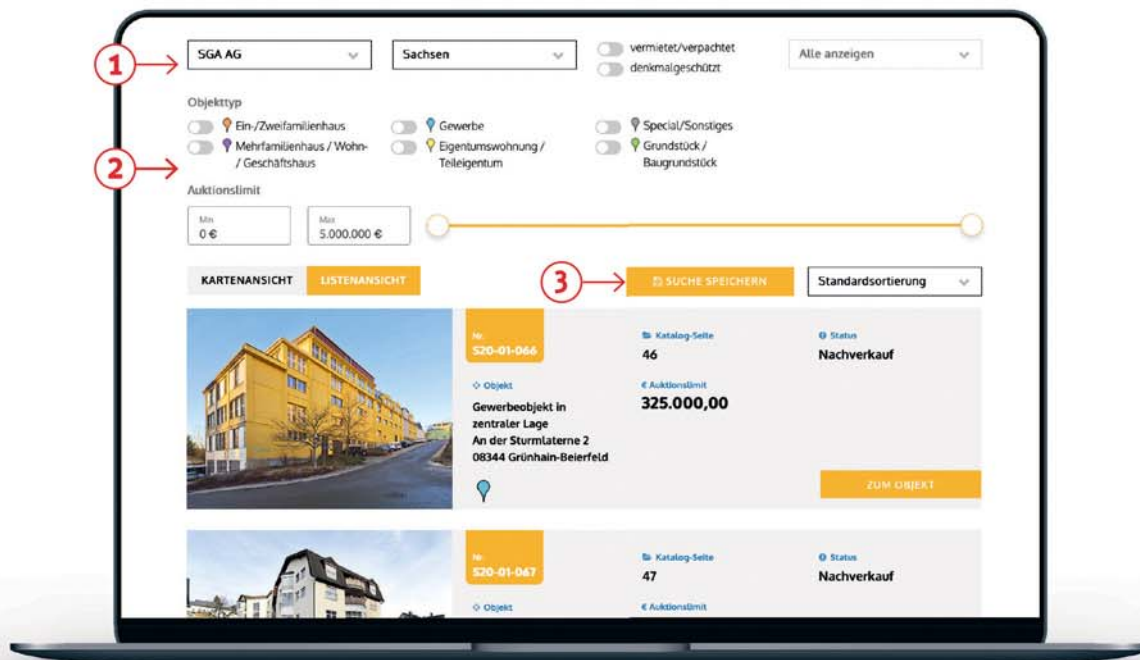 1
SGA AG
Sachsen
vermietet/verpachtet
denkmalgeschützt
Alle anzeigen
Objekttyp
Ein-/Zweifamilienhaus
Gewerbe
Special/Sonstiges
2
Mehrfamilienhaus / Wohn-
/ Geschäftshaus
Eigentumswohnung /
Teileigentum
Grundstück /
Baugrundstück
Auktionslimit
Min
0 €
Max
5.000.000 €
KARTENANSICHT
LISTENANSICHT
3
SUCHE SPEICHERN
Standardsortierung
Nr.
S20-01-066
Katalog-Seite
46
Status
Nachverkauf
Objekt
Gewerbeobjekt in
zentraler Lage
An der Sturmlaterne 2
08344 Grünhain-Beierfeld
€ Auktionslimit
325.000,00
ZUM OBJEKT
Nr.
S20-01-067
Katalog-Seite
47
Status
Nachverkauf
Objekt
€ Auktionslimit